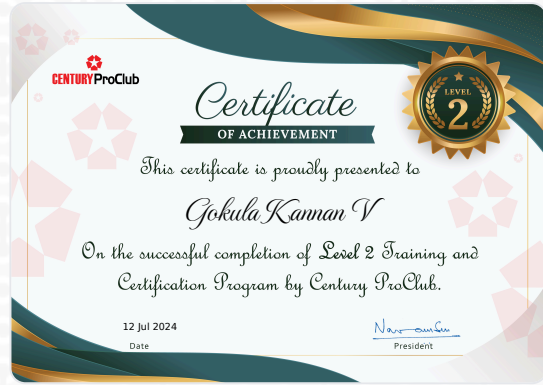 CENTURY ProClub
Certificate
OF ACHIEVEMENT
LEVEL
2
This certificate is proudly presented to
Gokula Kannan V
On the successful completion of Level 2 Training and
Certification Program by Century ProClub.
12 Jul 2024
Date
President